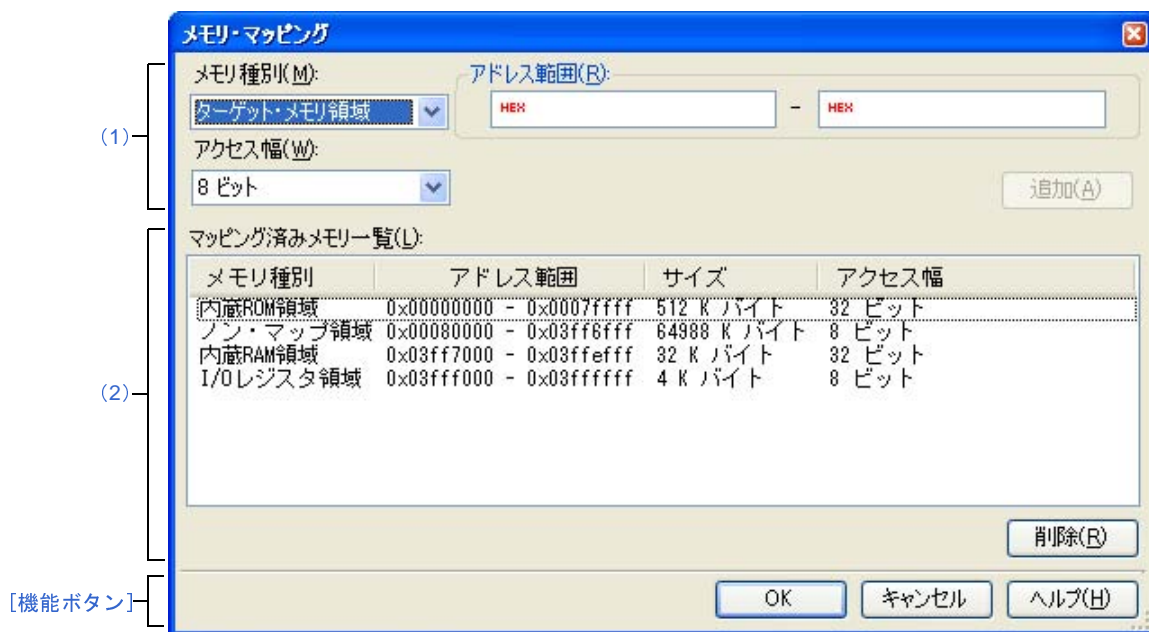 メモリ・マッピング
メモリ種別(M):
アドレス範囲(R):
ターゲット・メモリ領域
HEX - HEX
(1)
アクセス幅(W):
8 ビット
追加(A)
マッピング済みメモリ一覧(L):
メモリ種別 アドレス範囲 サイズ アクセス幅
内蔵ROM領域 0x00000000 - 0x0007ffff 512 K バイト 32 ビット
ノン・マップ領域 0x00080000 - 0x03ff6fff 64988 K バイト 8 ビット
内蔵RAM領域 0x03ff7000 - 0x03ffefff 32 K バイト 32 ビット
I/Oレジスタ領域 0x03fff000 - 0x03ffffff 4 K バイト 8 ビット
(2)
削除(R)
[機能ボタン]
OK キャンセル ヘルプ(H)